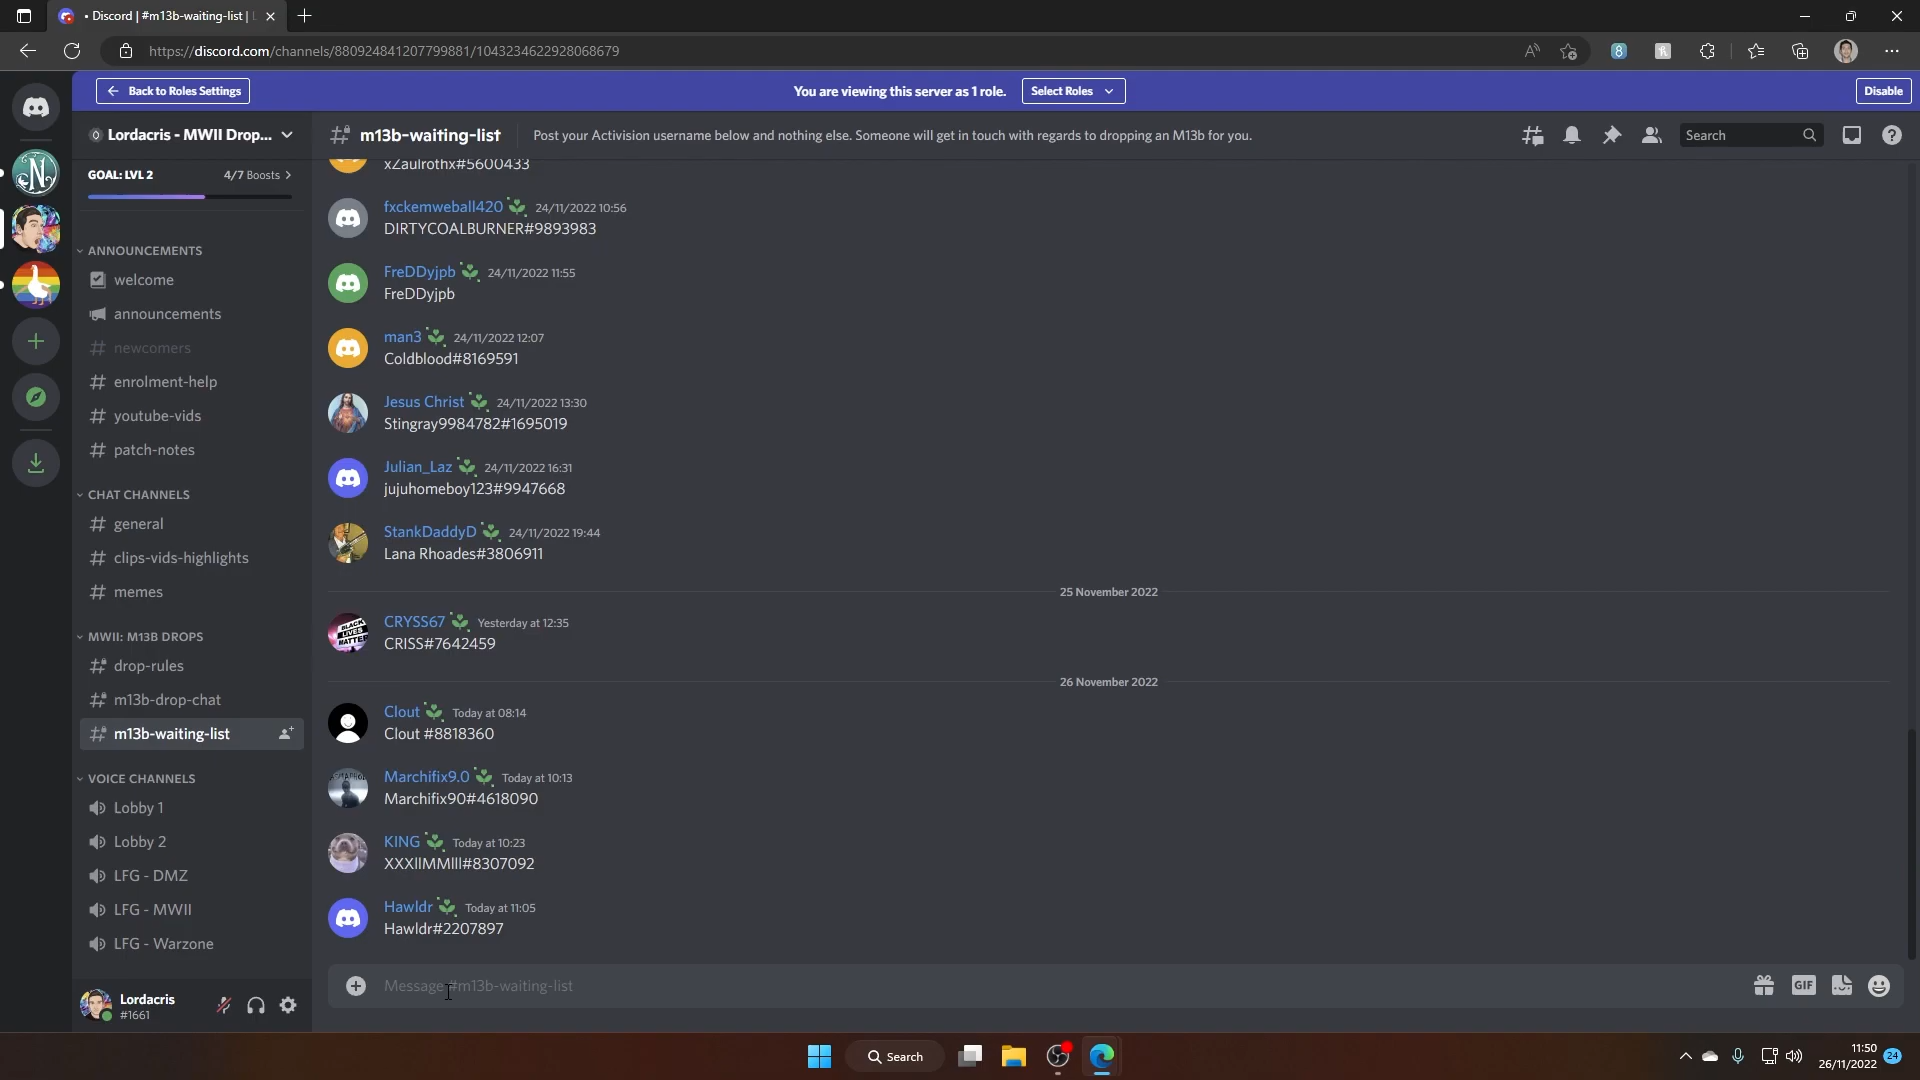 • Discord | #m13b-waiting-list |
https://discord.com/channels/880924841207799881/1043234622928068679
Back to Roles Settings
You are viewing this server as 1 role.
Select Roles
Disable
Lordacris - MWII Drop...
m13b-waiting-list
Post your Activision username below and nothing else. Someone will get in touch with regards to dropping an M13b for you.
Search
GOAL: LVL 2
4/7 Boosts
ANNOUNCEMENTS
welcome
announcements
newcomers
enrolment-help
youtube-vids
patch-notes
CHAT CHANNELS
general
clips-vids-highlights
memes
MWII: M13B DROPS
drop-rules
m13b-drop-chat
m13b-waiting-list
VOICE CHANNELS
Lobby 1
Lobby 2
LFG - DMZ
LFG - MWII
LFG - Warzone
Lordacris
#1661
xZaulrothx#5600433
fxckemweball420 24/11/2022 10:56
DIRTYCOALBURNER#9893983
FreDDyjpb 24/11/2022 11:55
FreDDyjpb
man3 24/11/2022 12:07
Coldblood#8169591
Jesus Christ 24/11/2022 13:30
Stingray9984782#1695019
Julian_Laz 24/11/2022 16:31
jujuhomeboy123#9947668
StankDaddyD 24/11/2022 19:44
Lana Rhoades#3806911
25 November 2022
BLACK LIVES MATTER
CRYSS67 Yesterday at 12:35
CRISS#7642459
26 November 2022
Clout Today at 08:14
Clout #8818360
Marchifix9.0 Today at 10:13
Marchifix90#4618090
KING Today at 10:23
XXXllMMlll#8307092
Hawldr Today at 11:05
Hawldr#2207897
Message #m13b-waiting-list
GIF
Search
11:50
26/11/2022
24